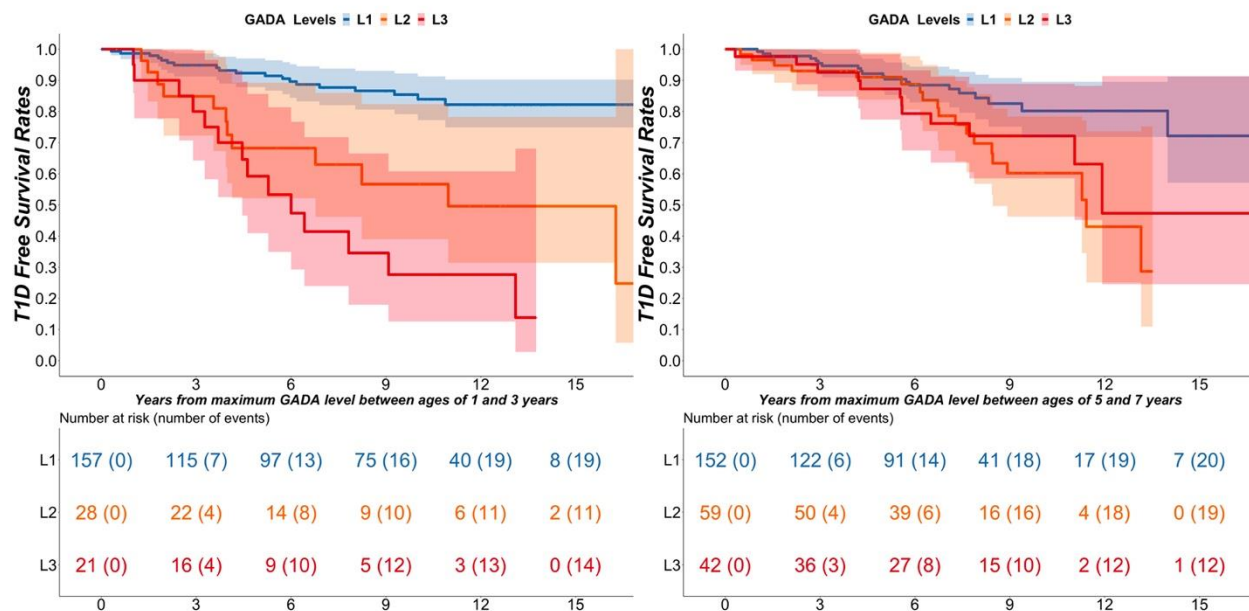 GADA Levels L1 L2 L3
T1D Free Survival Rates
1.0
0.9
0.8
0.7
0.6
0.5
0.4
0.3
0.2
0.1
0.0
0 3 6 9 12 15
Years from maximum GADA level between ages of 1 and 3 years
Number at risk (number of events)
L1 157 (0) 115 (7) 97 (13) 75 (16) 40 (19) 8 (19)
L2 28 (0) 22 (4) 14 (8) 9 (10) 6 (11) 2 (11)
L3 21 (0) 16 (4) 9 (10) 5 (12) 3 (13) 0 (14)
0 3 6 9 12 15
GADA Levels L1 L2 L3
T1D Free Survival Rates
1.0
0.9
0.8
0.7
0.6
0.5
0.4
0.3
0.2
0.1
0.0
0 3 6 9 12 15
Years from maximum GADA level between ages of 5 and 7 years
Number at risk (number of events)
L1 152 (0) 122 (6) 91 (14) 41 (18) 17 (19) 7 (20)
L2 59 (0) 50 (4) 39 (6) 16 (16) 4 (18) 0 (19)
L3 42 (0) 36 (3) 27 (8) 15 (10) 2 (12) 1 (12)
0 3 6 9 12 15